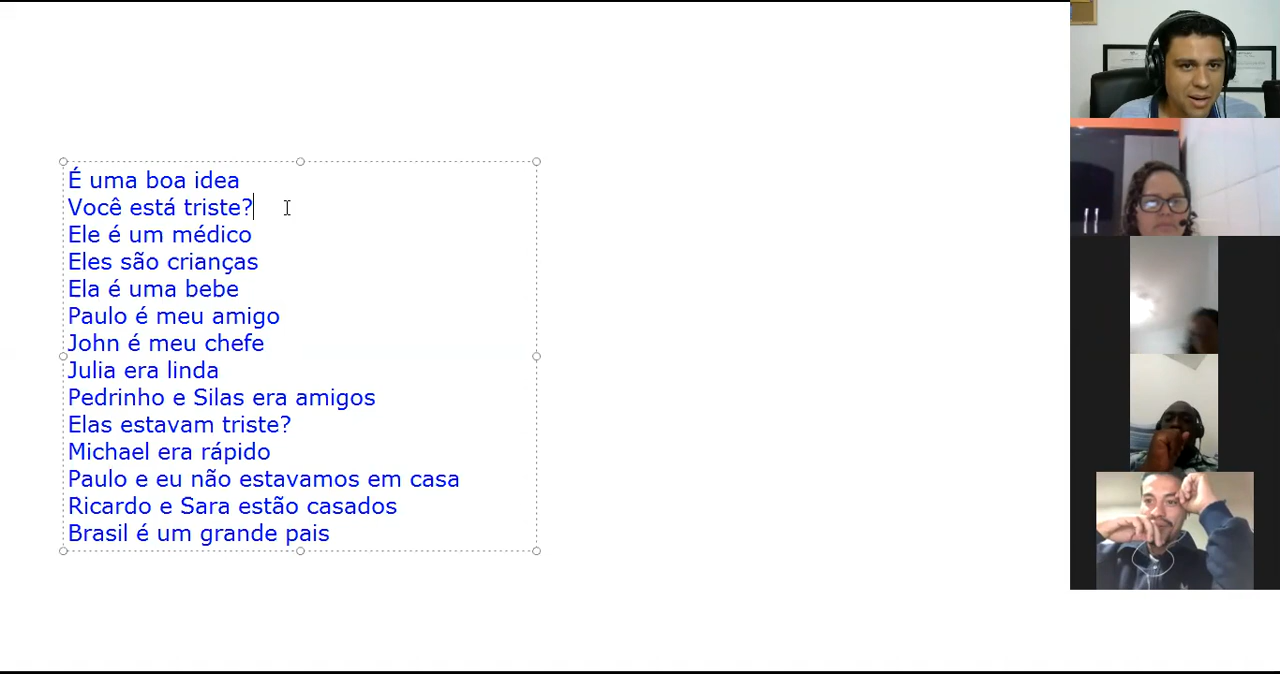 É uma boa idea
Você está triste?
Ele é um médico
Eles são crianças
Ela é uma bebe
Paulo é meu amigo
John é meu chefe
Julia era linda
Pedrinho e Silas era amigos
Elas estavam triste?
Michael era rápido
Paulo e eu não estavamos em casa
Ricardo e Sara estão casados
Brasil é um grande pais